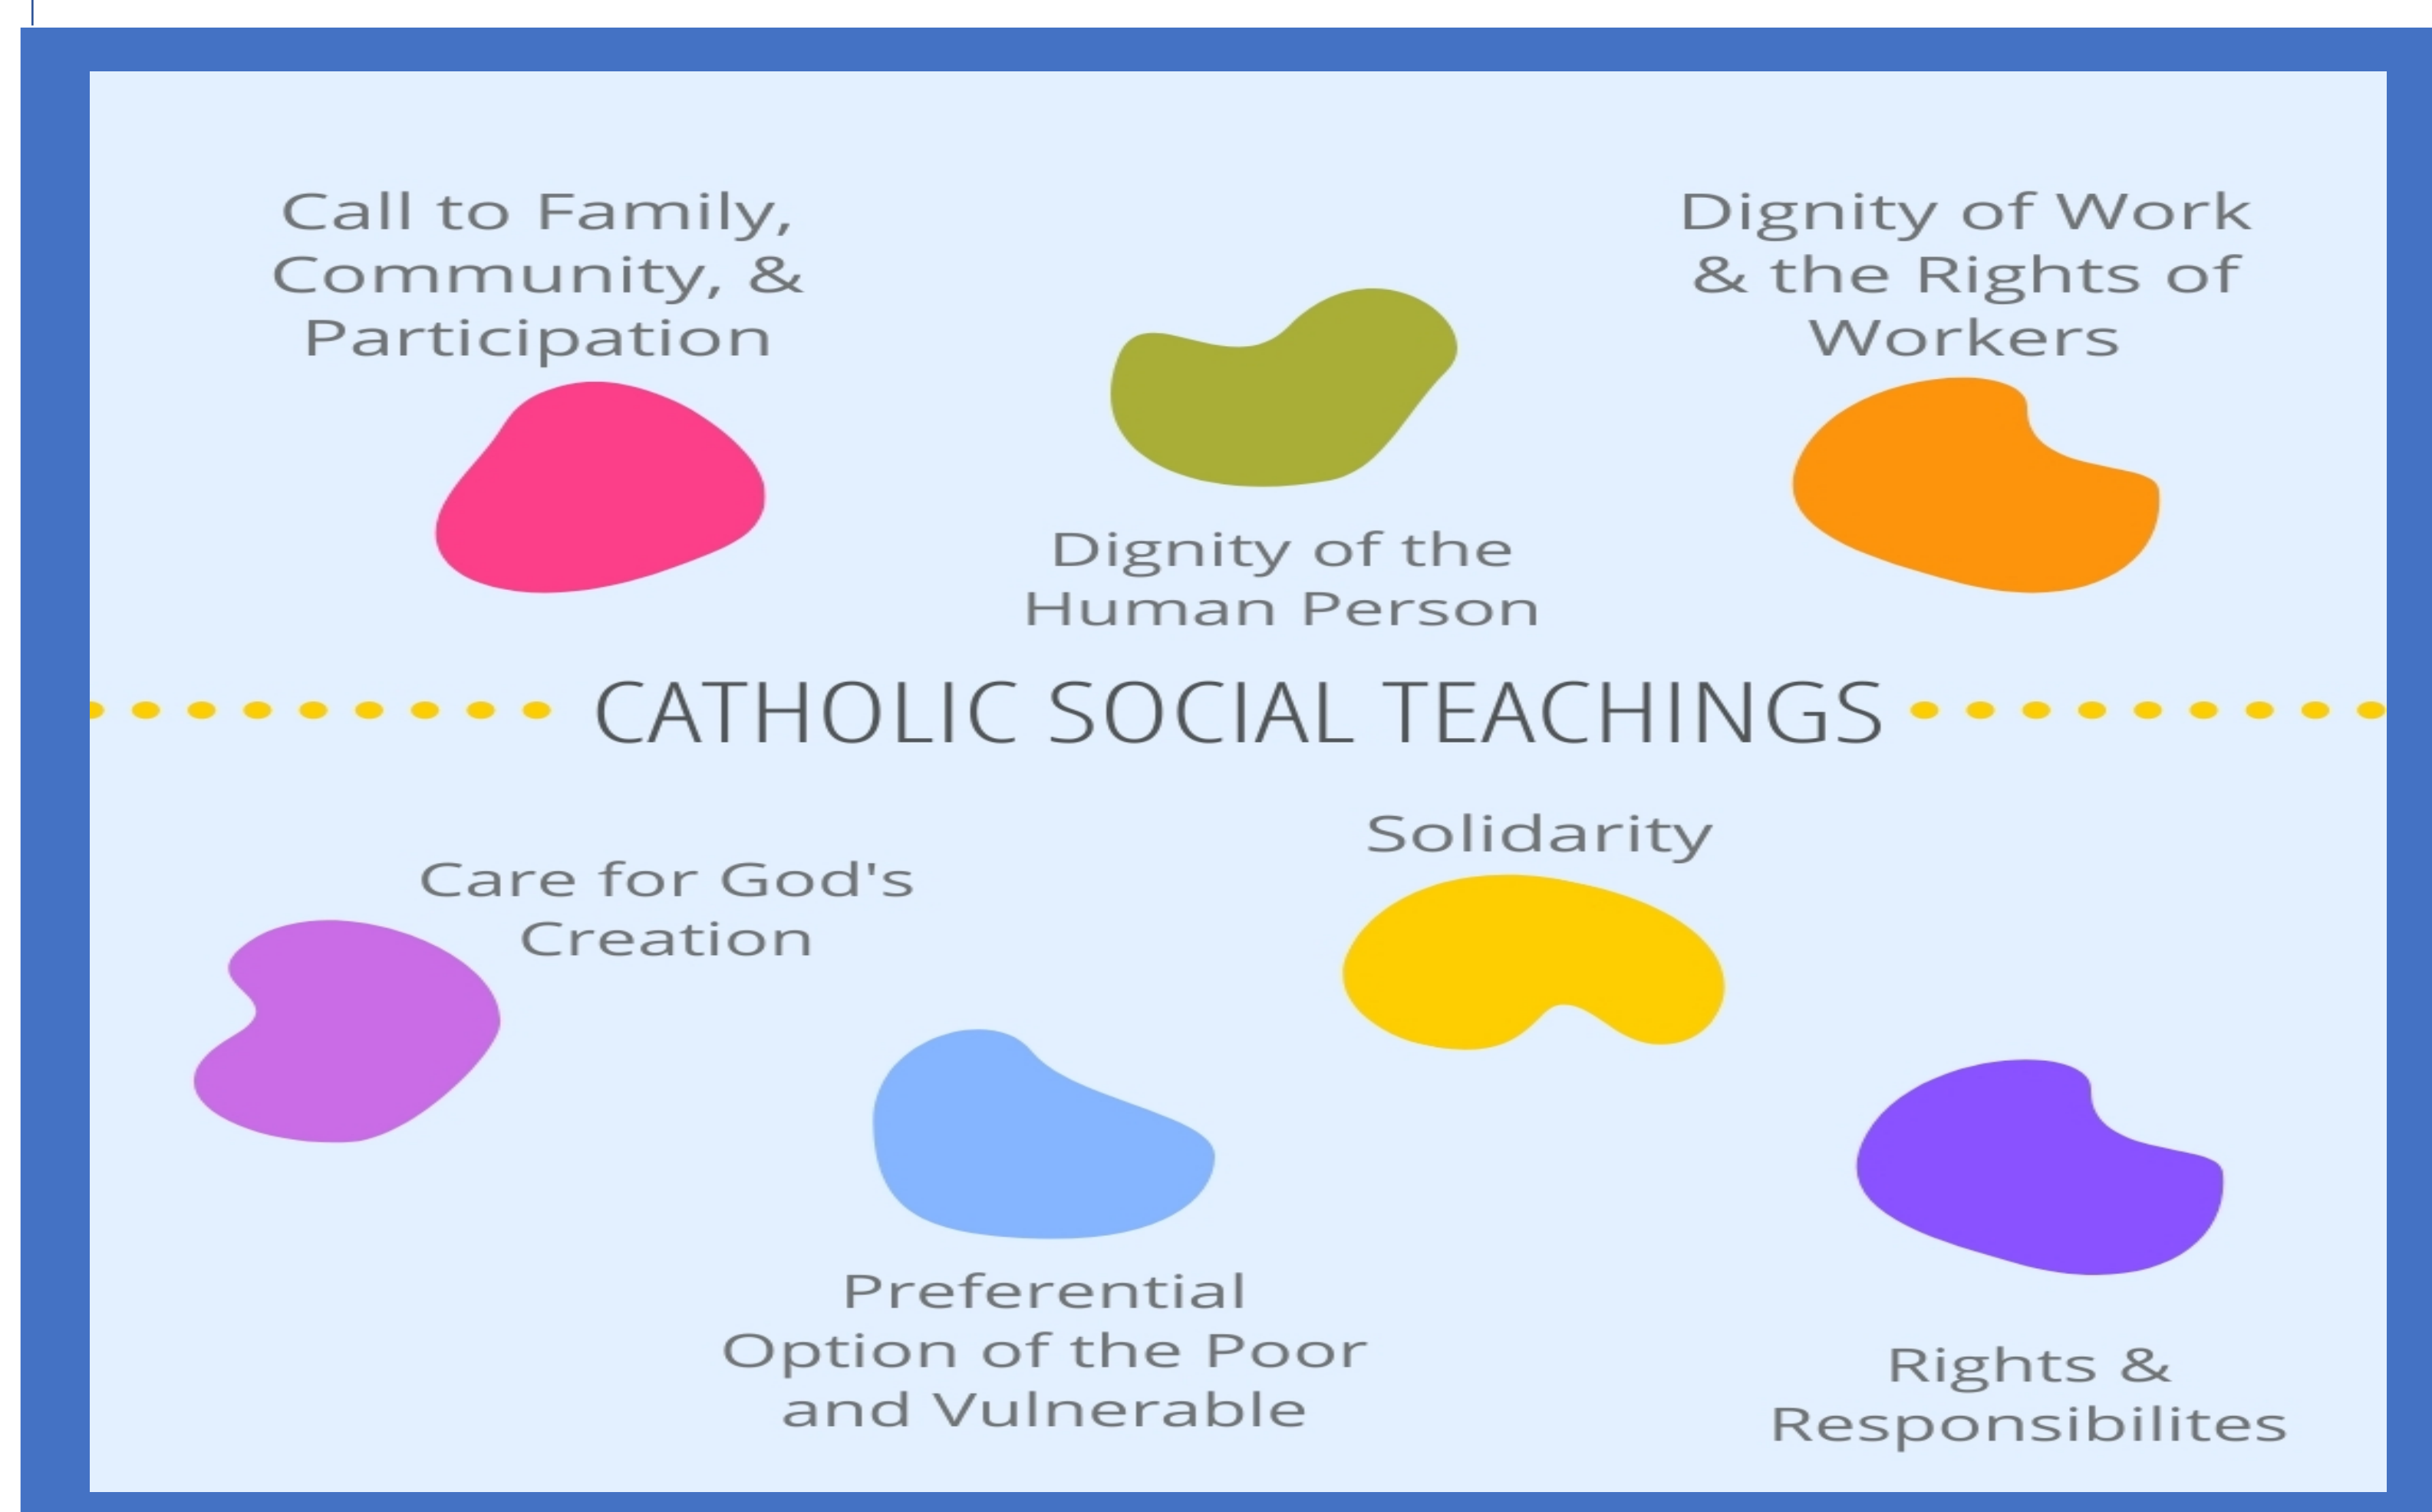 Call to Family,
Community, &
Participation
Dignity of the
Human Person
Dignity of Work
& the Rights of
Workers
CATHOLIC SOCIAL TEACHINGS
Care for God's
Creation
Preferential
Option of the Poor
and Vulnerable
Solidarity
Rights &
Responsibilites